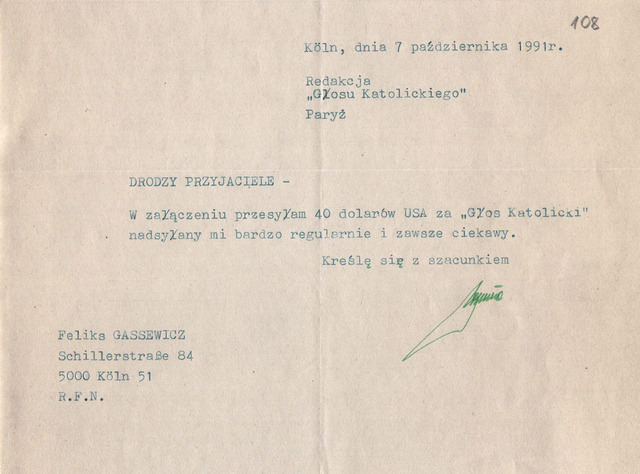 108
Köln, dnia 7 października 1991r.
Redakcja
„Głosu Katolickiego"
Paryż
DRODZY PRZYJACIELE -
W załączeniu przesyłam 40 dolarów USA za „Głos Katolicki"
nadsyłany mi bardzo regularnie i zawsze ciekawy.
Kreślę się z szacunkiem
Feliks GASSEWICZ
Schillerstraße 84
5000 Köln 51
R.F.N.